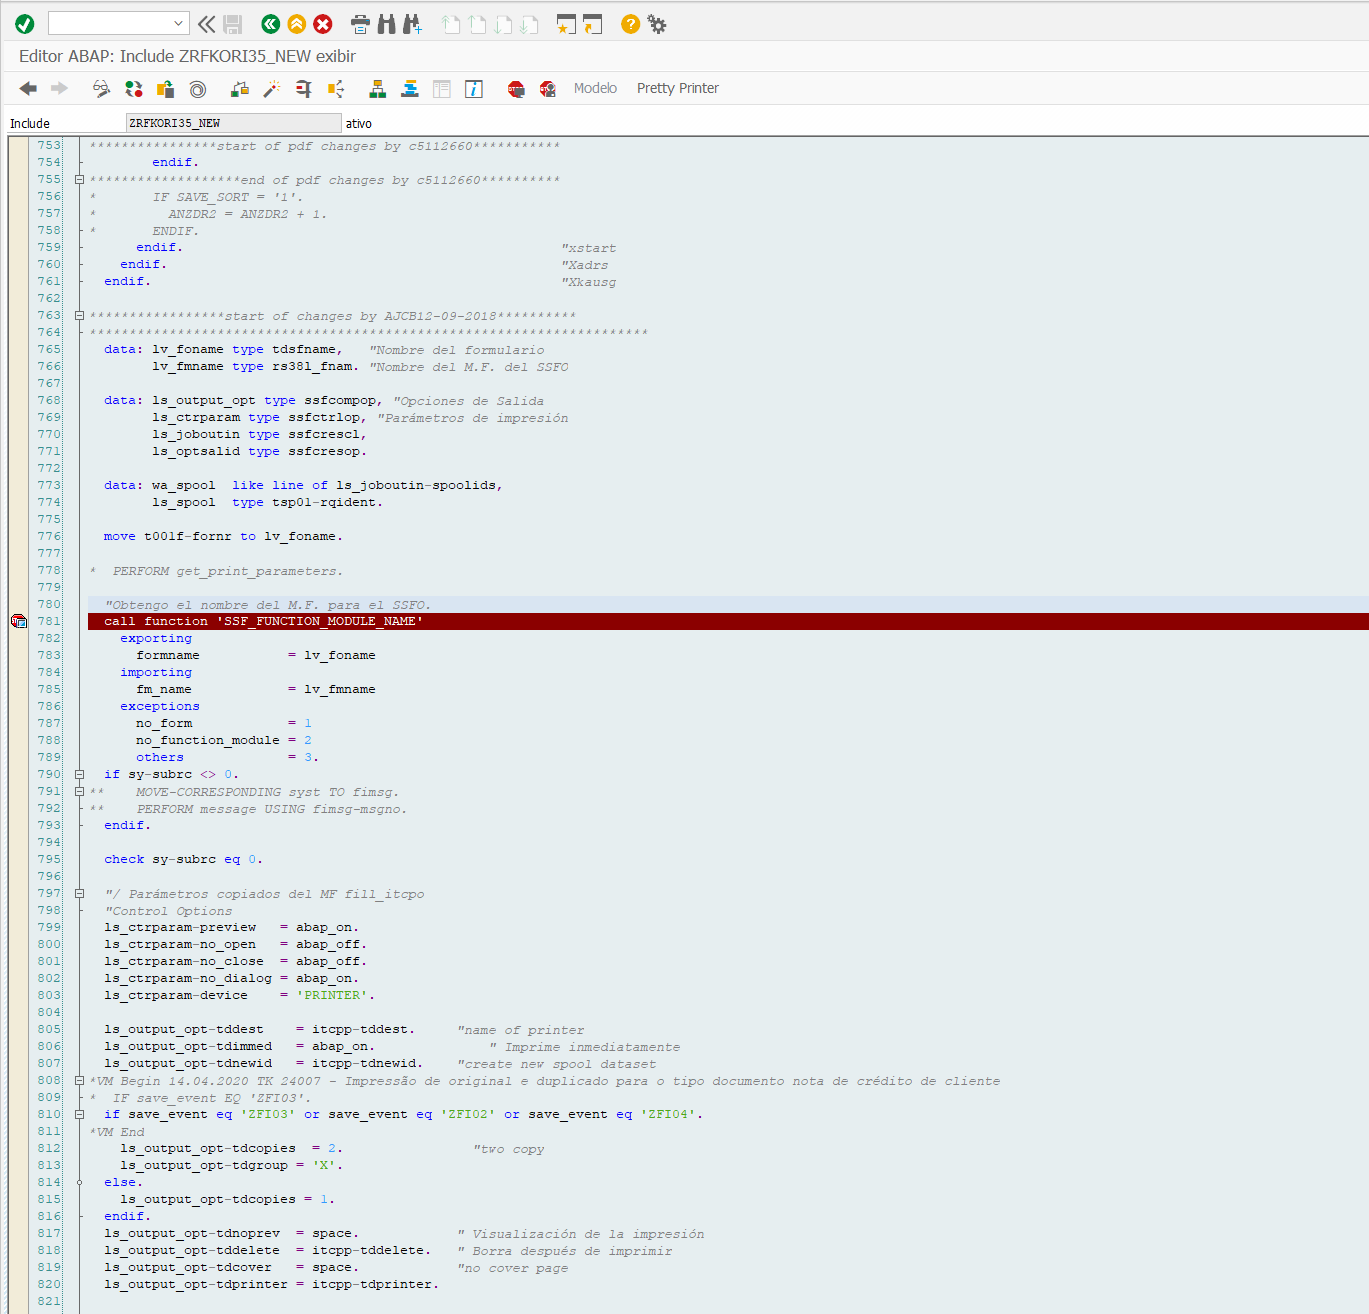 Editor ABAP: Include ZRFKORI35_NEW exibir
Modelo Pretty Printer
Include ZRFKORI35_NEW ativo
753 ****************start of pdf changes by c5112660***********
754         endif.
755 *******************end of pdf changes by c5112660**********
756 *       IF SAVE_SORT = '1'.
757 *         ANZDR2 = ANZDR2 + 1.
758 *       ENDIF.
759       endif.                                               "xstart
760     endif.                                                 "Xadrs
761   endif.                                                   "Xkausg
762
763 *****************start of changes by AJCB12-09-2018**********
764 **********************************************************************
765   data: lv_foname type tdsfname,   "Nombre del formulario
766         lv_fmname type rs38l_fnam. "Nombre del M.F. del SSFO
767
768   data: ls_output_opt type ssfcompop, "Opciones de Salida
769         ls_ctrparam type ssfctrlop, "Parámetros de impresión
770         ls_joboutin type ssfcrescl,
771         ls_optsalid type ssfcresop.
772
773   data: wa_spool  like line of ls_joboutin-spoolids,
774         ls_spool  type tsp01-rqident.
775
776   move t001f-fornr to lv_foname.
777
778 *  PERFORM get_print_parameters.
779
780   "Obtengo el nombre del M.F. para el SSFO.
781   call function 'SSF_FUNCTION_MODULE_NAME'
782     exporting
783       formname           = lv_foname
784     importing
785       fm_name            = lv_fmname
786     exceptions
787       no_form            = 1
788       no_function_module = 2
789       others             = 3.
790   if sy-subrc <> 0.
791 **    MOVE-CORRESPONDING syst TO fimsg.
792 **    PERFORM message USING fimsg-msgno.
793   endif.
794
795   check sy-subrc eq 0.
796
797   "/ Parámetros copiados del MF fill_itcpo
798   "Control Options
799   ls_ctrparam-preview   = abap_on.
800   ls_ctrparam-no_open   = abap_off.
801   ls_ctrparam-no_close  = abap_off.
802   ls_ctrparam-no_dialog = abap_on.
803   ls_ctrparam-device    = 'PRINTER'.
804
805   ls_output_opt-tddest    = itcpp-tddest.     "name of printer
806   ls_output_opt-tdimmed   = abap_on.              " Imprime inmediatamente
807   ls_output_opt-tdnewid   = itcpp-tdnewid.    "create new spool dataset
808 *VM Begin 14.04.2020 TK 24007 - Impressão de original e duplicado para o tipo documento nota de crédito de cliente
809 *  IF save_event EQ 'ZFI03'.
810   if save_event eq 'ZFI03' or save_event eq 'ZFI02' or save_event eq 'ZFI04'.
811 *VM End
812     ls_output_opt-tdcopies  = 2.                "two copy
813     ls_output_opt-tdgroup = 'X'.
814   else.
815     ls_output_opt-tdcopies = 1.
816   endif.
817   ls_output_opt-tdnoprev  = space.            " Visualización de la impresión
818   ls_output_opt-tddelete  = itcpp-tddelete.   " Borra después de imprimir
819   ls_output_opt-tdcover   = space.            "no cover page
820   ls_output_opt-tdprinter = itcpp-tdprinter.
821